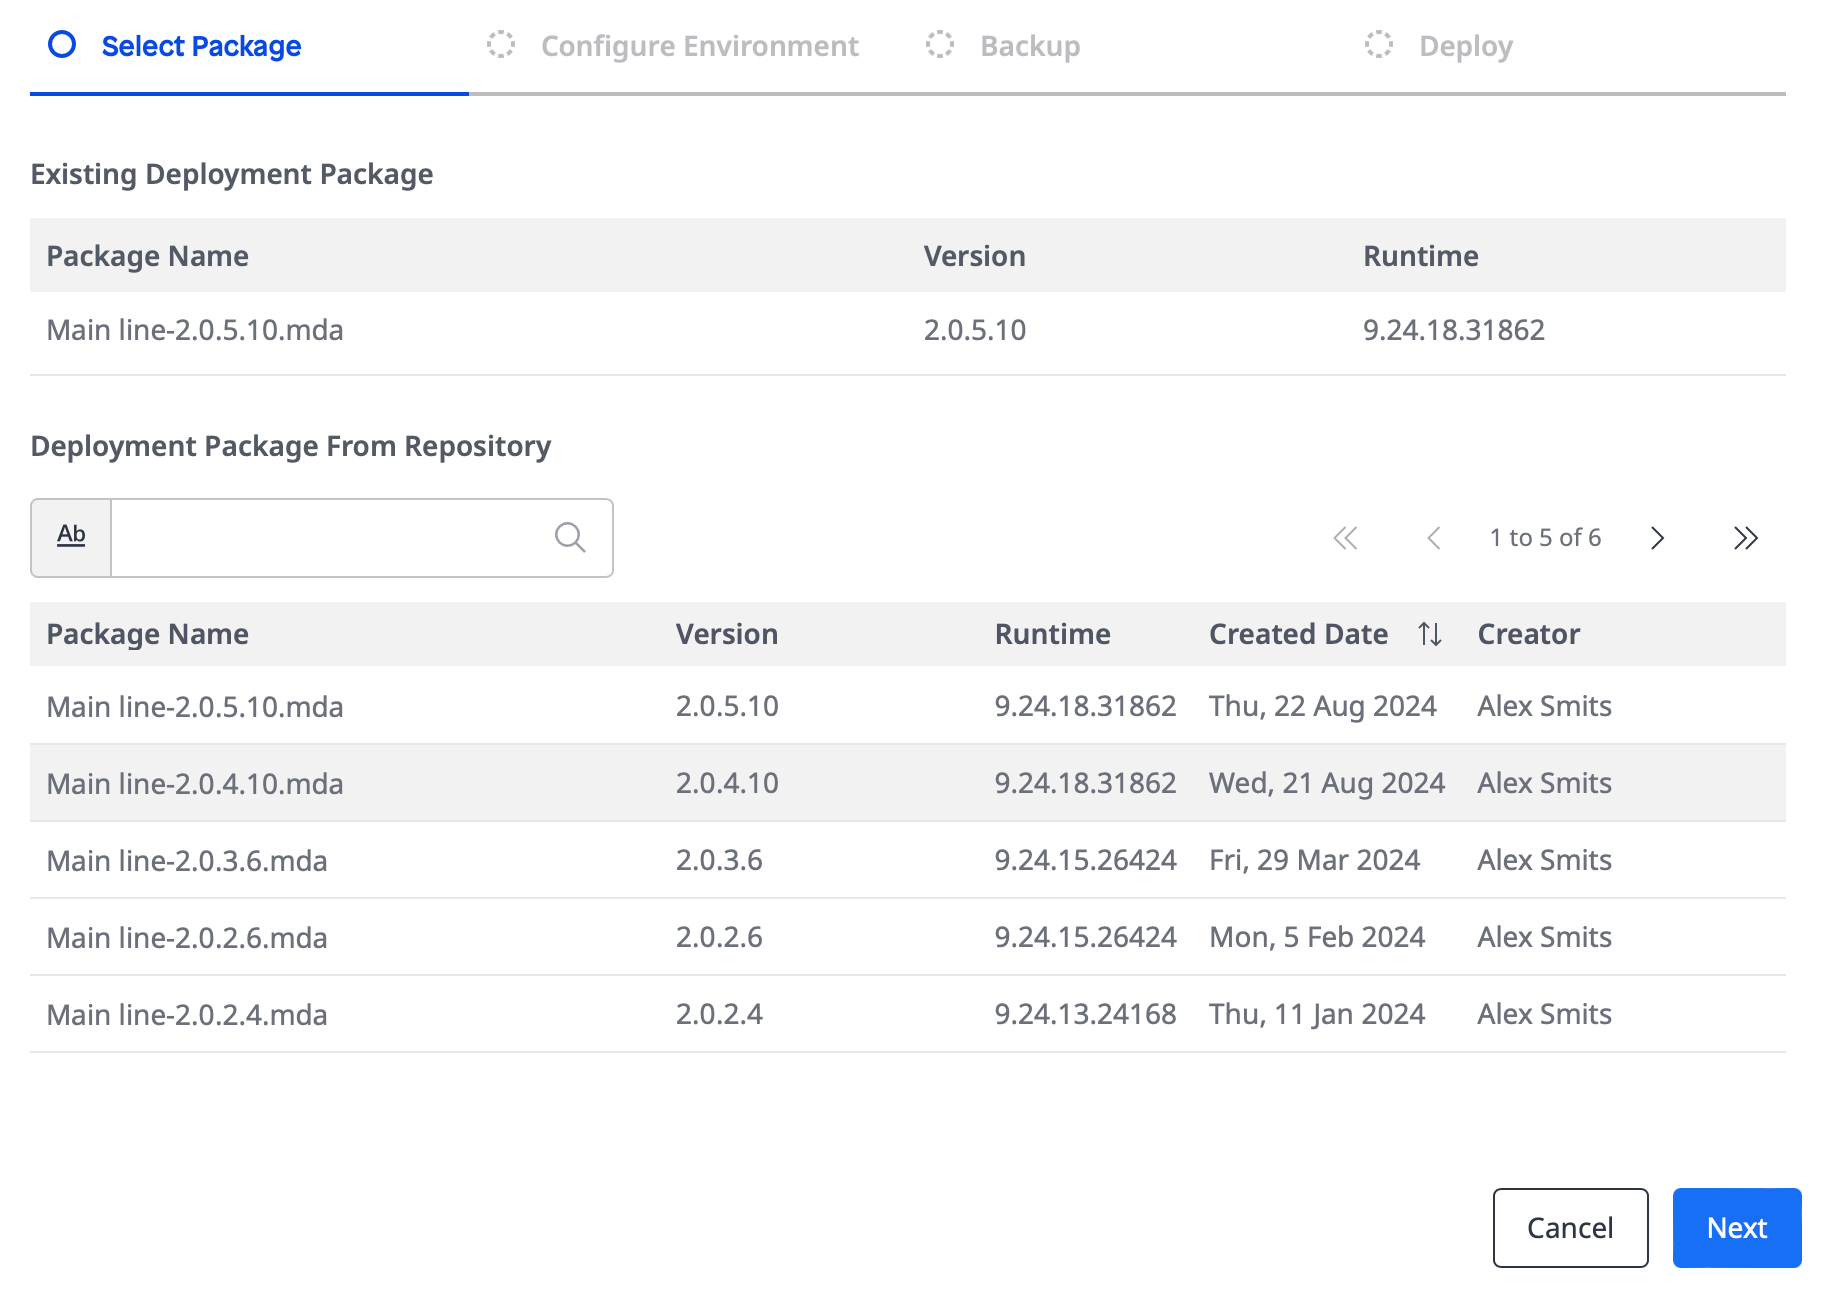 Select Package Configure Environment Backup Deploy
Existing Deployment Package
Package Name Version Runtime
Main line-2.0.5.10.mda 2.0.5.10 9.24.18.31862
Deployment Package From Repository
Ab 1 to 5 of 6
Package Name Version Runtime Created Date Creator
Main line-2.0.5.10.mda 2.0.5.10 9.24.18.31862 Thu, 22 Aug 2024 Alex Smits
Main line-2.0.4.10.mda 2.0.4.10 9.24.18.31862 Wed, 21 Aug 2024 Alex Smits
Main line-2.0.3.6.mda 2.0.3.6 9.24.15.26424 Fri, 29 Mar 2024 Alex Smits
Main line-2.0.2.6.mda 2.0.2.6 9.24.15.26424 Mon, 5 Feb 2024 Alex Smits
Main line-2.0.2.4.mda 2.0.2.4 9.24.13.24168 Thu, 11 Jan 2024 Alex Smits
Cancel Next